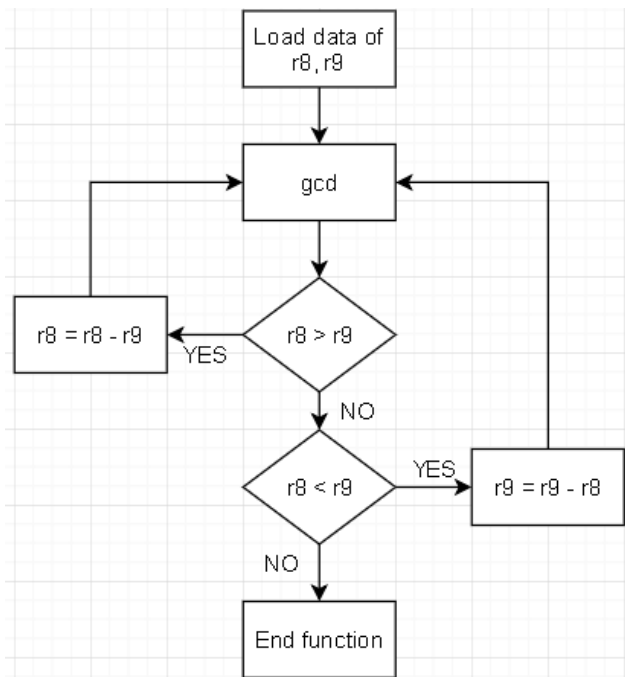 Load data of
r8, r9
gcd
r8 > r9
YES
r8 = r8 - r9
NO
r8 < r9
YES
r9 = r9 - r8
NO
End function